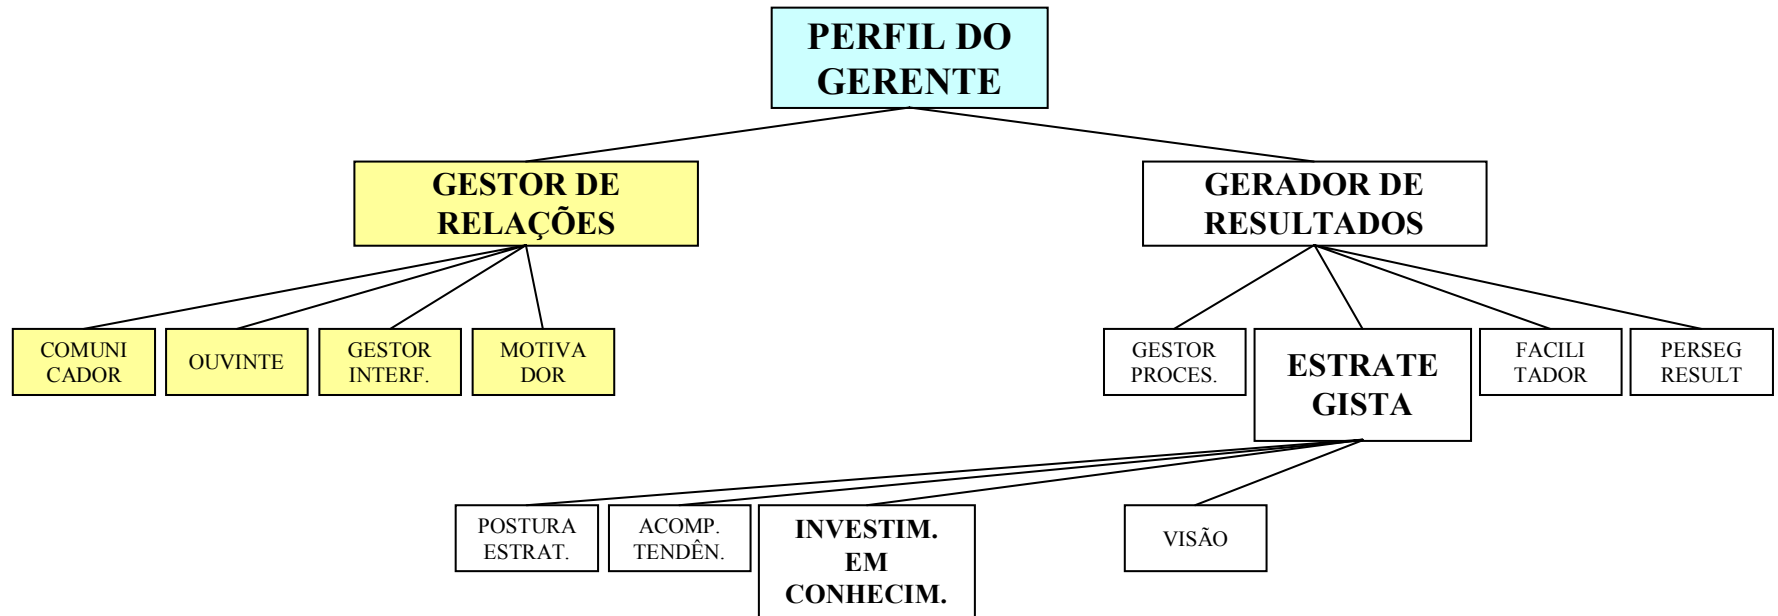 PERFIL DO
GERENTE
GESTOR DE
RELAÇÕES
GERADOR DE
RESULTADOS
COMUNI
CADOR
OUVINTE
GESTOR
INTERF.
MOTIVA
DOR
GESTOR
PROCES.
ESTRATE
GISTA
FACILI
TADOR
PERSEG
RESULT
POSTURA
ESTRAT.
ACOMP.
TENDÊN.
INVESTIM.
EM
CONHECIM.
VISÃO